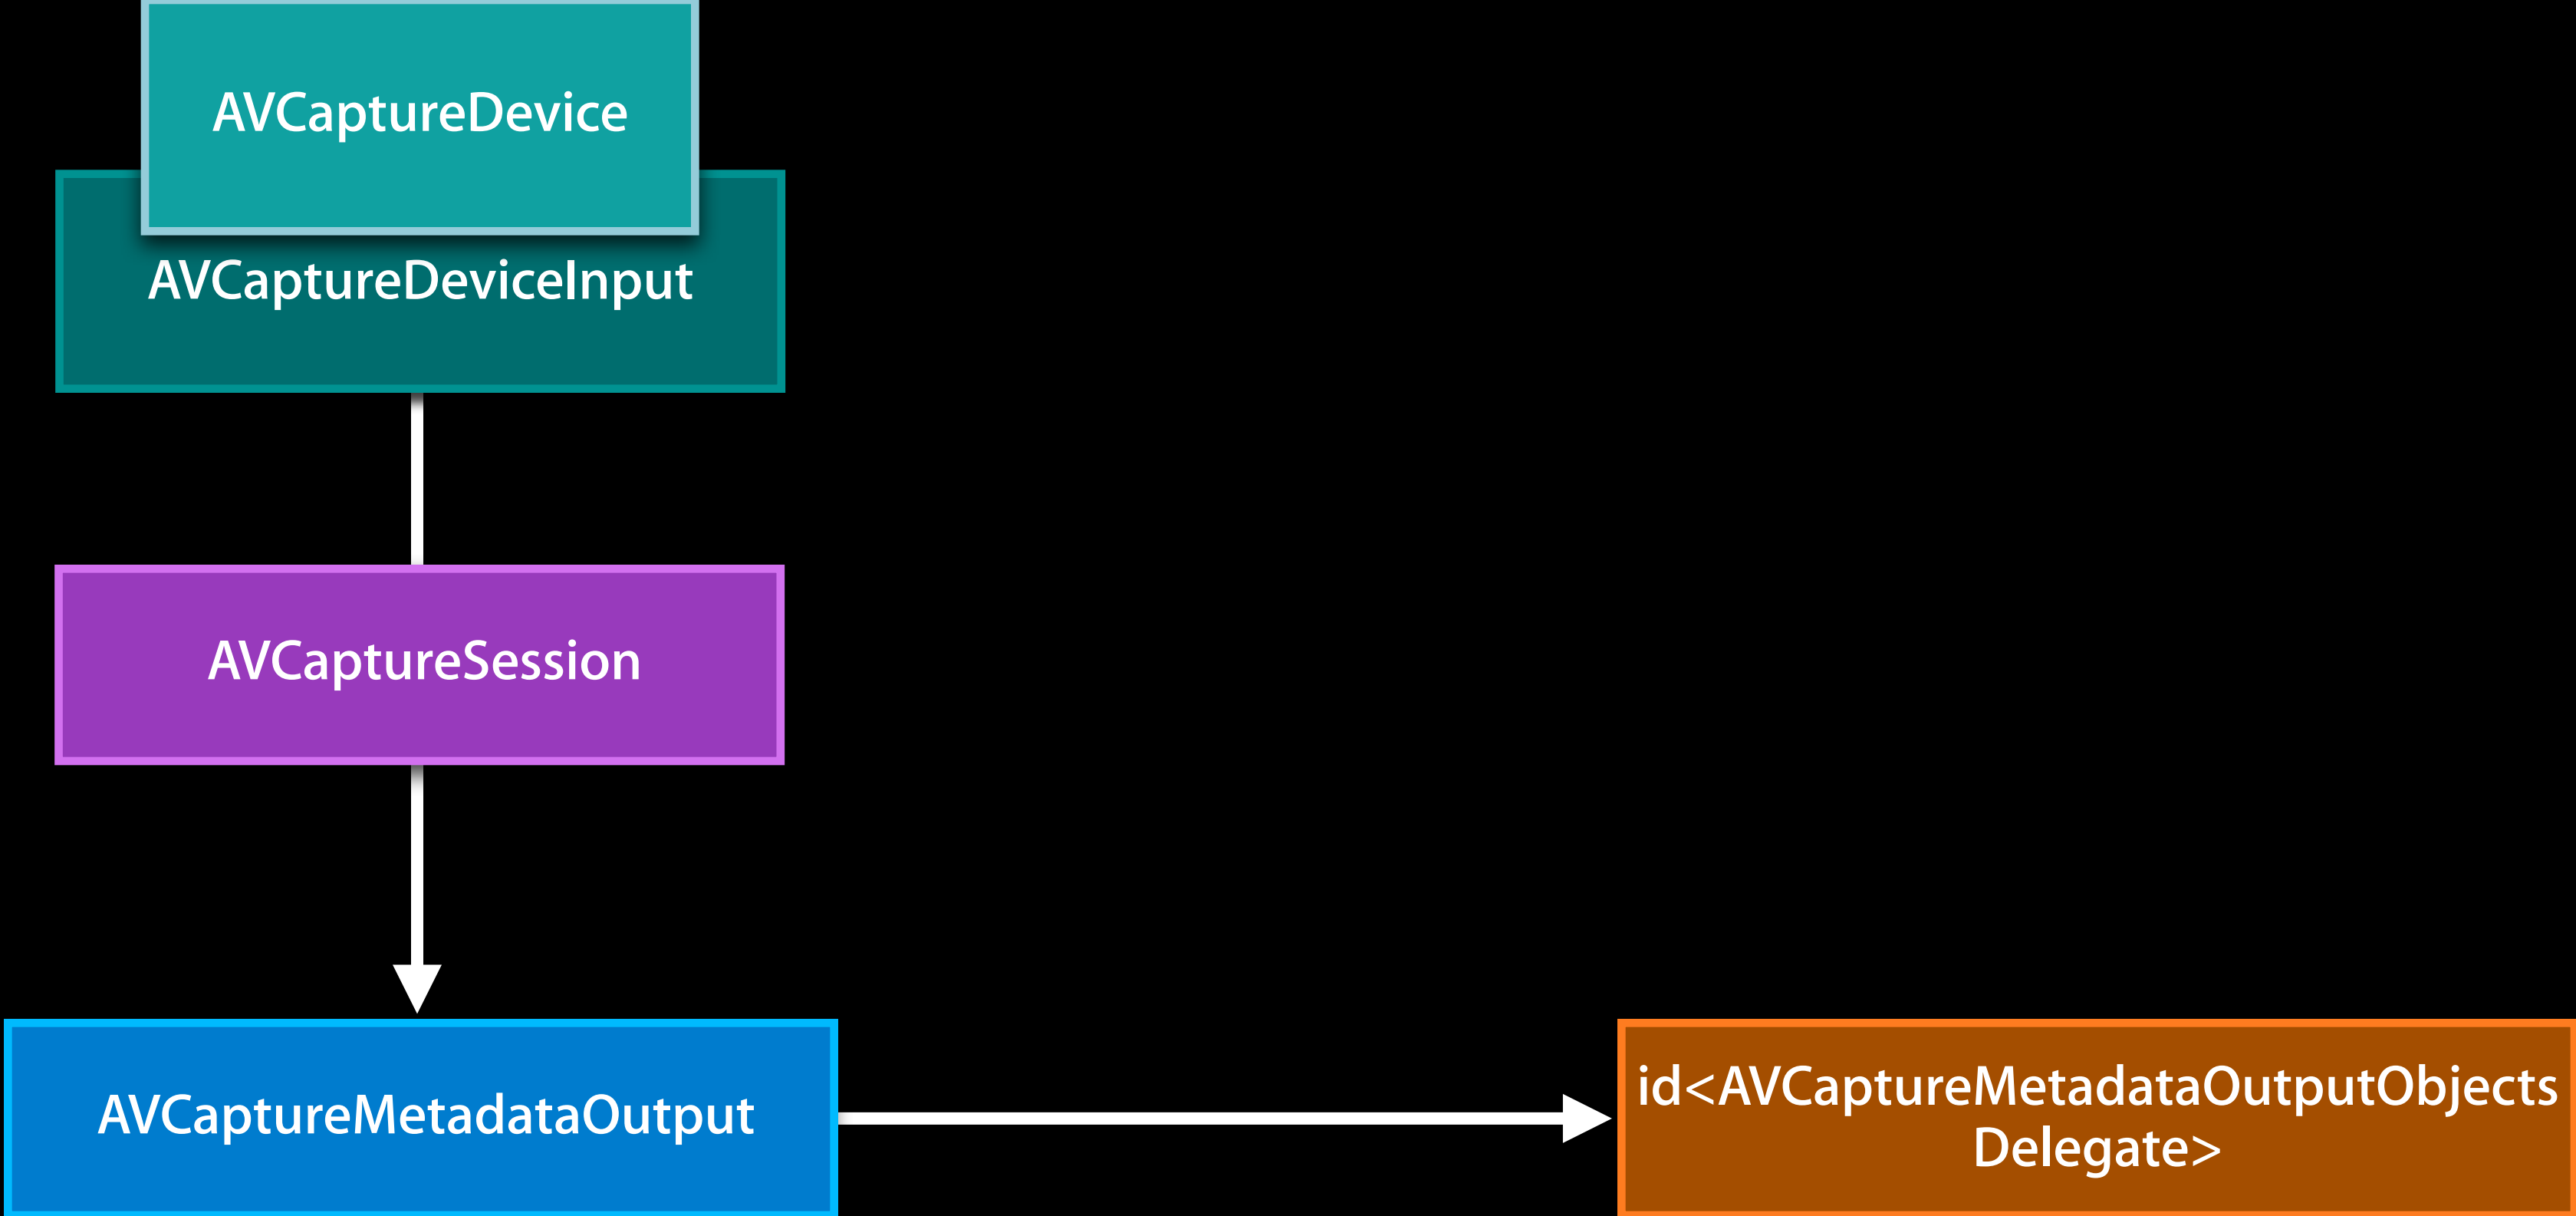 AVCaptureDevice
AVCaptureDeviceInput
AVCaptureSession
AVCaptureMetadataOutput
id<AVCaptureMetadataOutputObjects
Delegate>